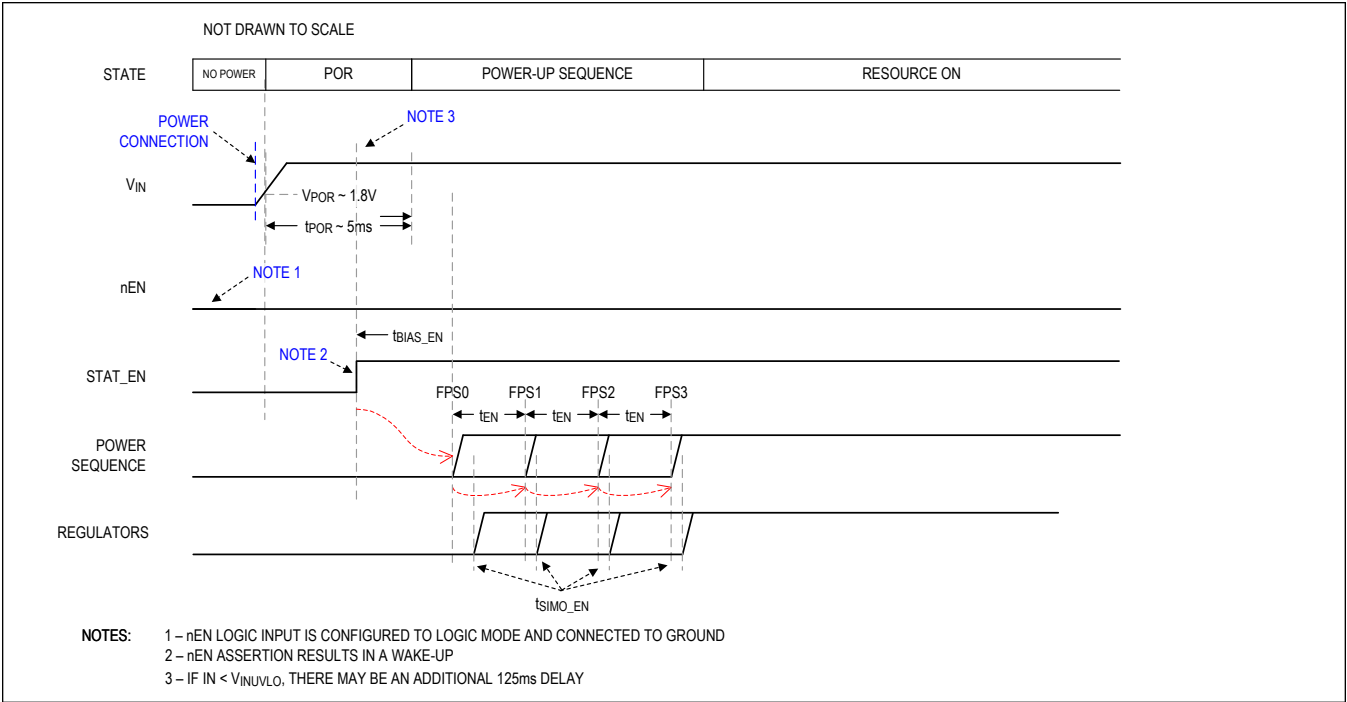 NOT DRAWN TO SCALE
STATE
NO POWER
POR
POWER-UP SEQUENCE
RESOURCE ON
POWER
CONNECTION
NOTE 3
VIN
VPOR ~ 1.8V
tPOR ~ 5ms
NOTE 1
nEN
tBIAS_EN
NOTE 2
STAT_EN
FPS0
FPS1
FPS2
FPS3
tEN
tEN
tEN
POWER
SEQUENCE
REGULATORS
tSIMO_EN
NOTES:
1 – nEN LOGIC INPUT IS CONFIGURED TO LOGIC MODE AND CONNECTED TO GROUND
2 – nEN ASSERTION RESULTS IN A WAKE-UP
3 – IF IN < VINUVLO, THERE MAY BE AN ADDITIONAL 125ms DELAY